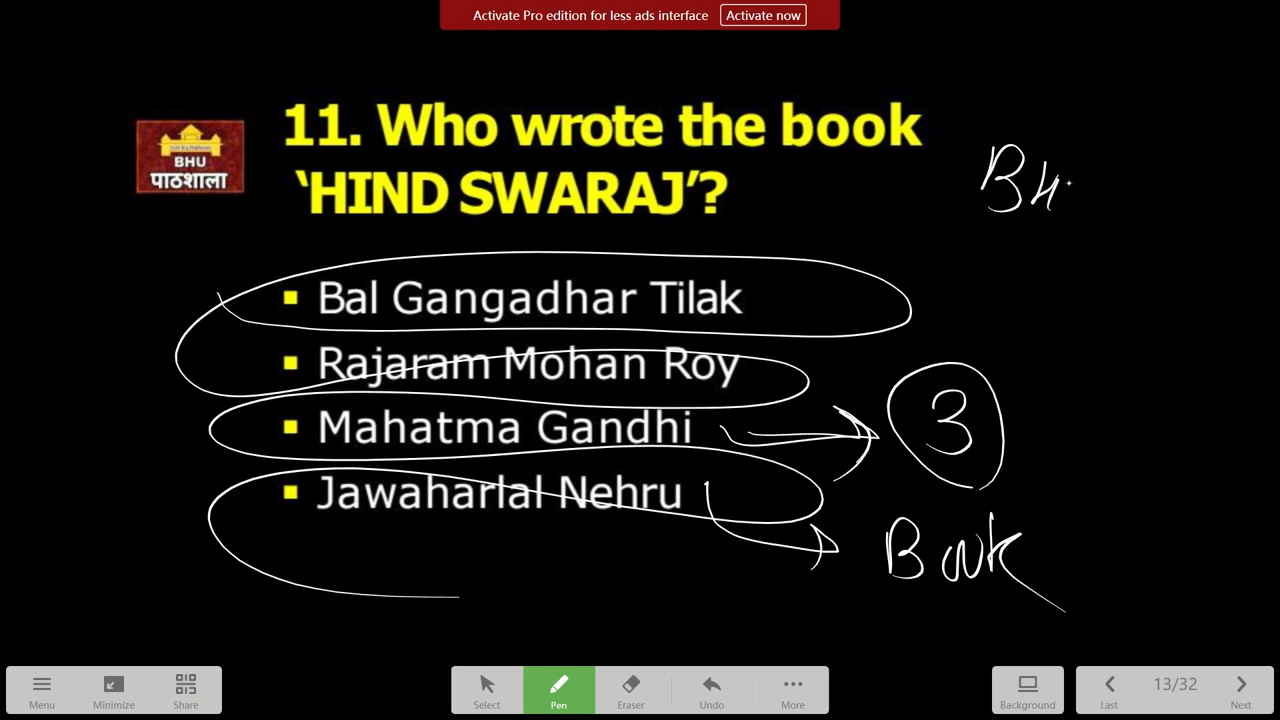 Activate Pro edition for less ads interface Activate now
BHU
पाठशाला
11. Who wrote the book
‘HIND SWARAJ’?
BH
▪ Bal Gangadhar Tilak
▪ Rajaram Mohan Roy
▪ Mahatma Gandhi
3
▪ Jawaharlal Nehru
Book
Menu Minimize Share Select Pen Eraser Undo More Background Last 13/32 Next